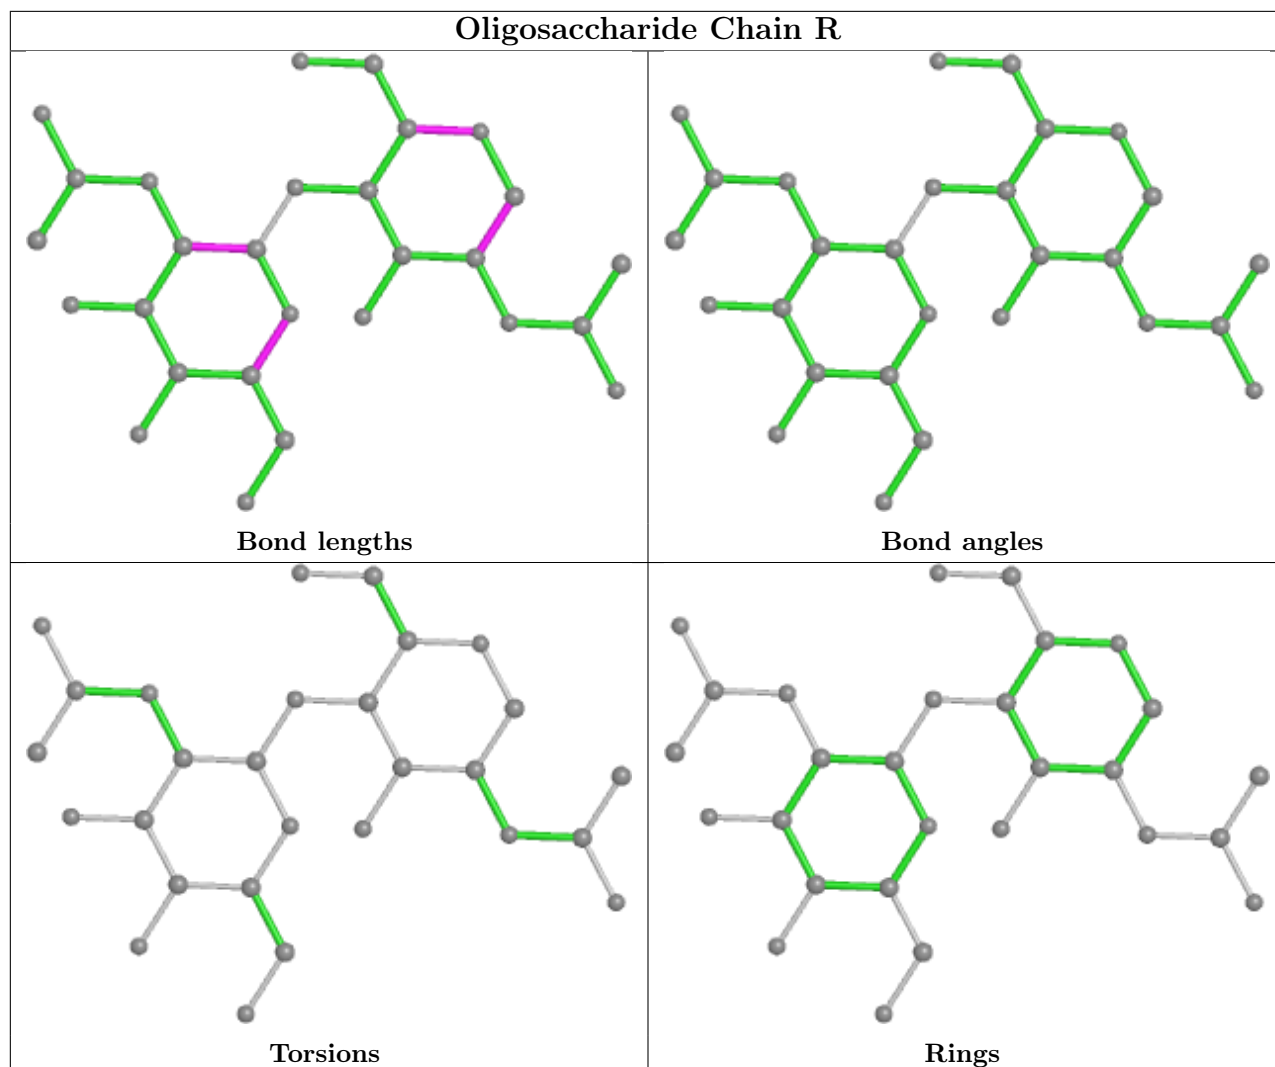 Oligosaccharide Chain R
Bond lengths
Bond angles
Torsions
Rings